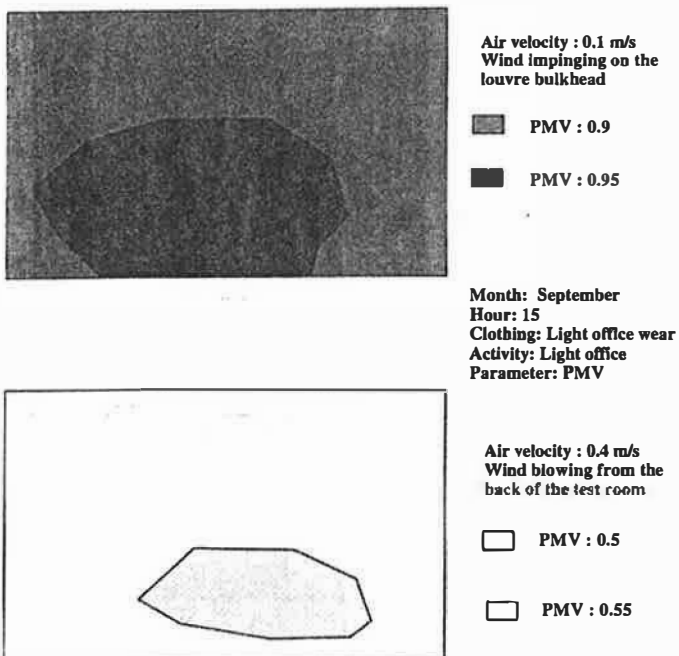 Air velocity : 0.1 m/s
Wind impinging on the
louvre bulkhead
PMV : 0.9
PMV : 0.95
Month: September
Hour: 15
Clothing: Light office wear
Activity: Light office
Parameter: PMV
Air velocity : 0.4 m/s
Wind blowing from the
back of the test room
PMV : 0.5
PMV : 0.55